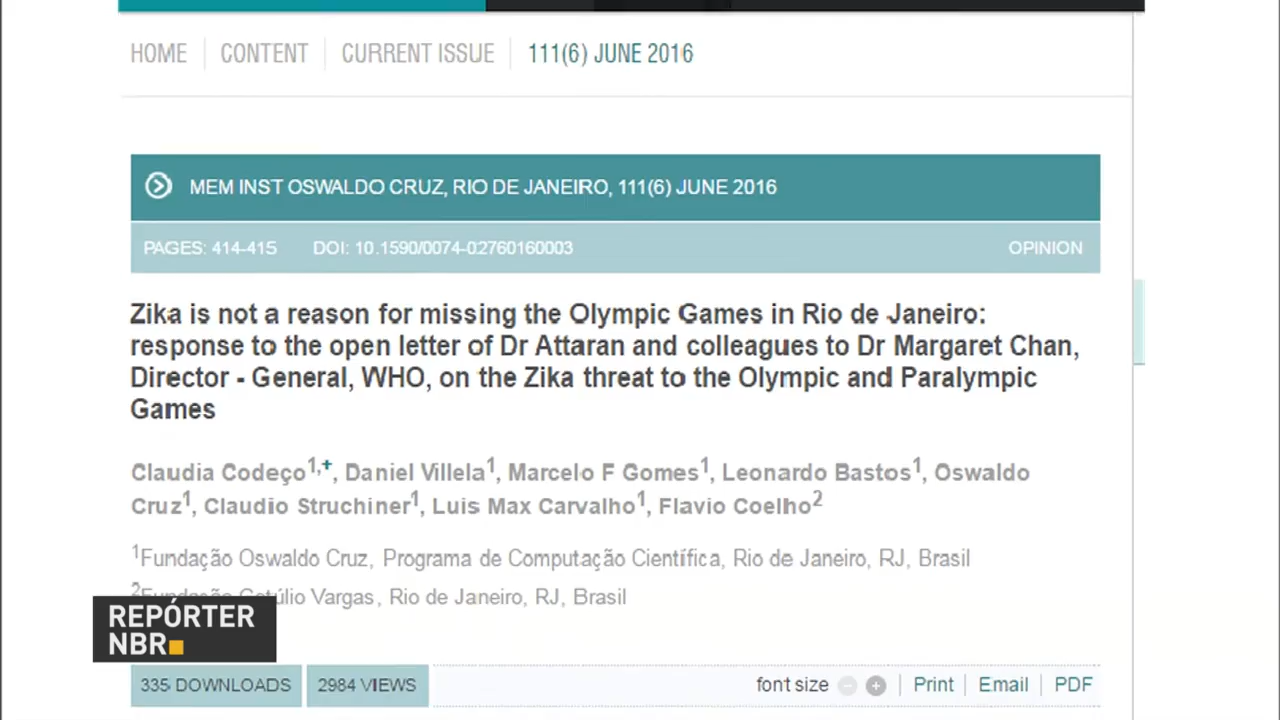 HOME CONTENT CURRENT ISSUE 111(6) JUNE 2016
MEM INST OSWALDO CRUZ, RIO DE JANEIRO, 111(6) JUNE 2016
PAGES: 414-415 DOI: 10.1590/0074-02760160003 OPINION
Zika is not a reason for missing the Olympic Games in Rio de Janeiro:
response to the open letter of Dr Attaran and colleagues to Dr Margaret Chan,
Director - General, WHO, on the Zika threat to the Olympic and Paralympic
Games
Claudia Codeço1,+, Daniel Villela1, Marcelo F Gomes1, Leonardo Bastos1, Oswaldo
Cruz1, Claudio Struchiner1, Luis Max Carvalho1, Flavio Coelho2
1Fundação Oswaldo Cruz, Programa de Computação Científica, Rio de Janeiro, RJ, Brasil
2Fundação Getúlio Vargas, Rio de Janeiro, RJ, Brasil
REPÓRTER
NBR
335 DOWNLOADS 2984 VIEWS font size Print Email PDF